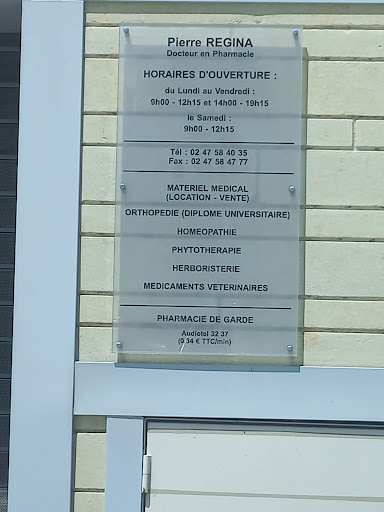 Pierre REGINA
Docteur en Pharmacie
HORAIRES D'OUVERTURE :
du Lundi au Vendredi :
9h00 - 12h15 et 14h00 - 19h15
le Samedi :
9h00 - 12h15
Tél : 02 47 58 40 35
Fax : 02 47 58 47 77
MATERIEL MEDICAL
(LOCATION - VENTE)
ORTHOPEDIE (DIPLOME UNIVERSITAIRE)
HOMEOPATHIE
PHYTOTHERAPIE
HERBORISTERIE
MEDICAMENTS VETERINAIRES
PHARMACIE DE GARDE
Audiotel 32 37
(0.34 € TTC/min)